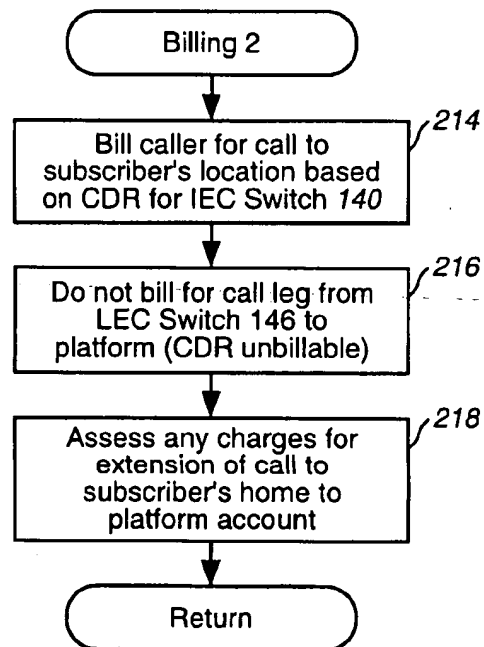 Billing 2
214
Bill caller for call to
subscriber's location based
on CDR for IEC Switch 140
216
Do not bill for call leg from
LEC Switch 146 to
platform (CDR unbillable)
218
Assess any charges for
extension of call to
subscriber's home to
platform account
Return